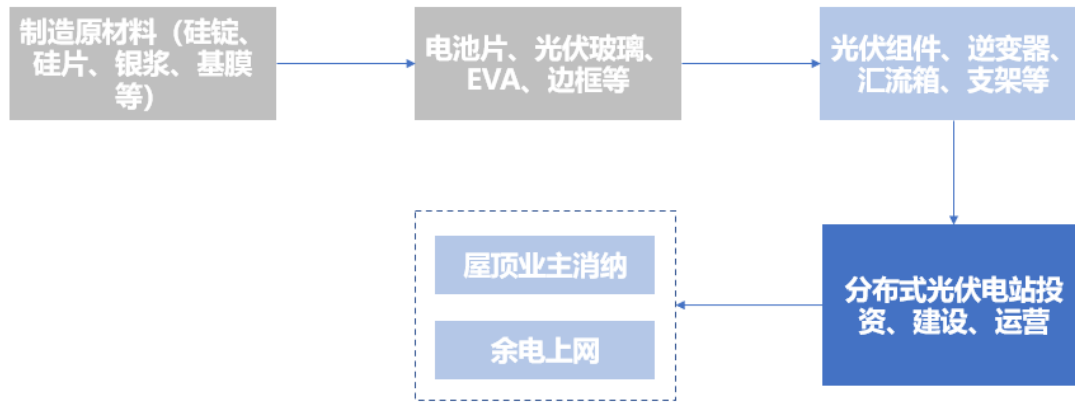 制造原材料（硅锭、
硅片、银浆、基膜
等）
电池片、光伏玻璃、
EVA、边框等
光伏组件、逆变器、
汇流箱、支架等
分布式光伏电站投
资、建设、运营
屋顶业主消纳
余电上网